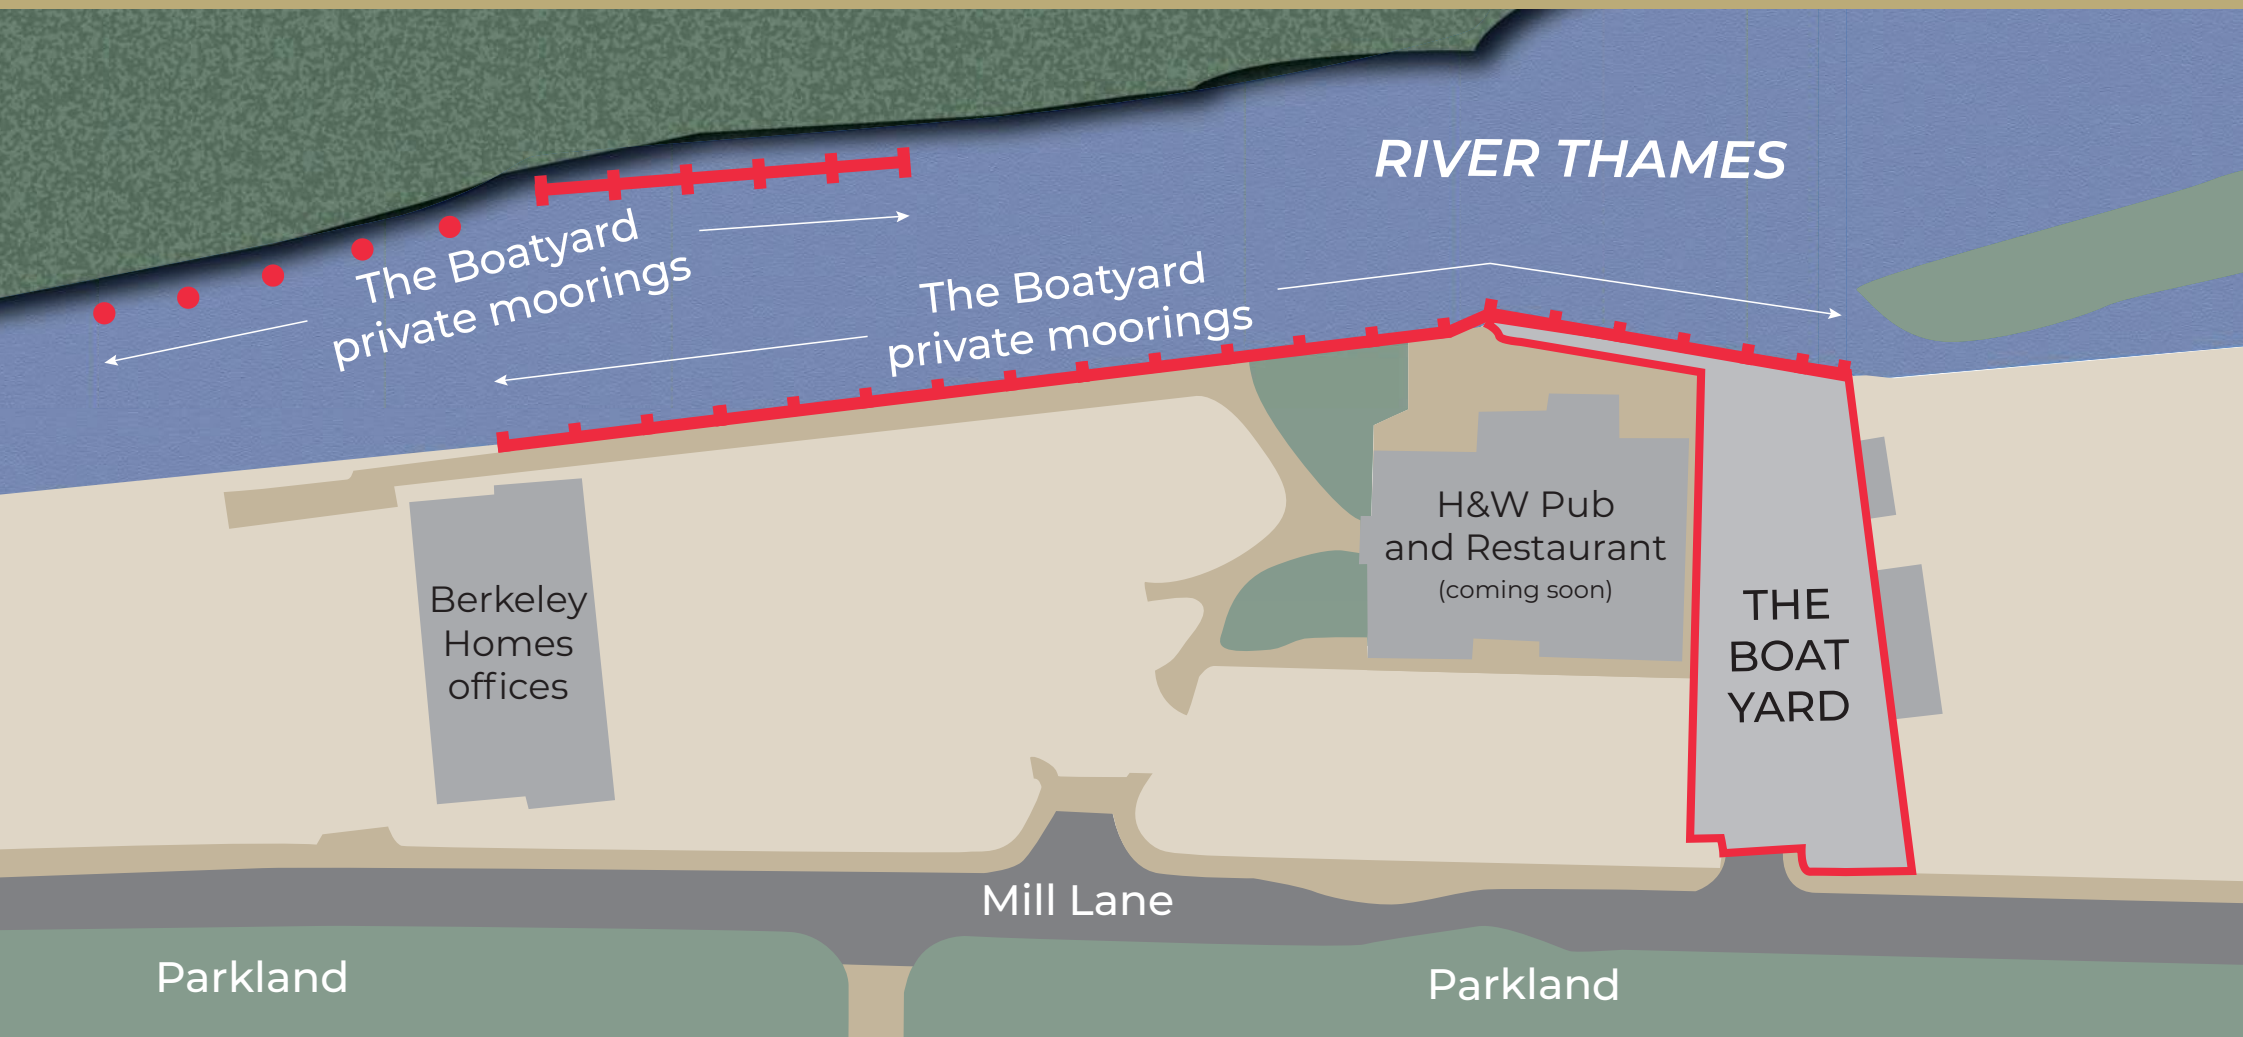 RIVER THAMES
The Boatyard
private moorings
The Boatyard
private moorings
H&W Pub
and Restaurant
(coming soon)
Berkeley
Homes
offices
THE
BOAT
YARD
Mill Lane
Parkland
Parkland